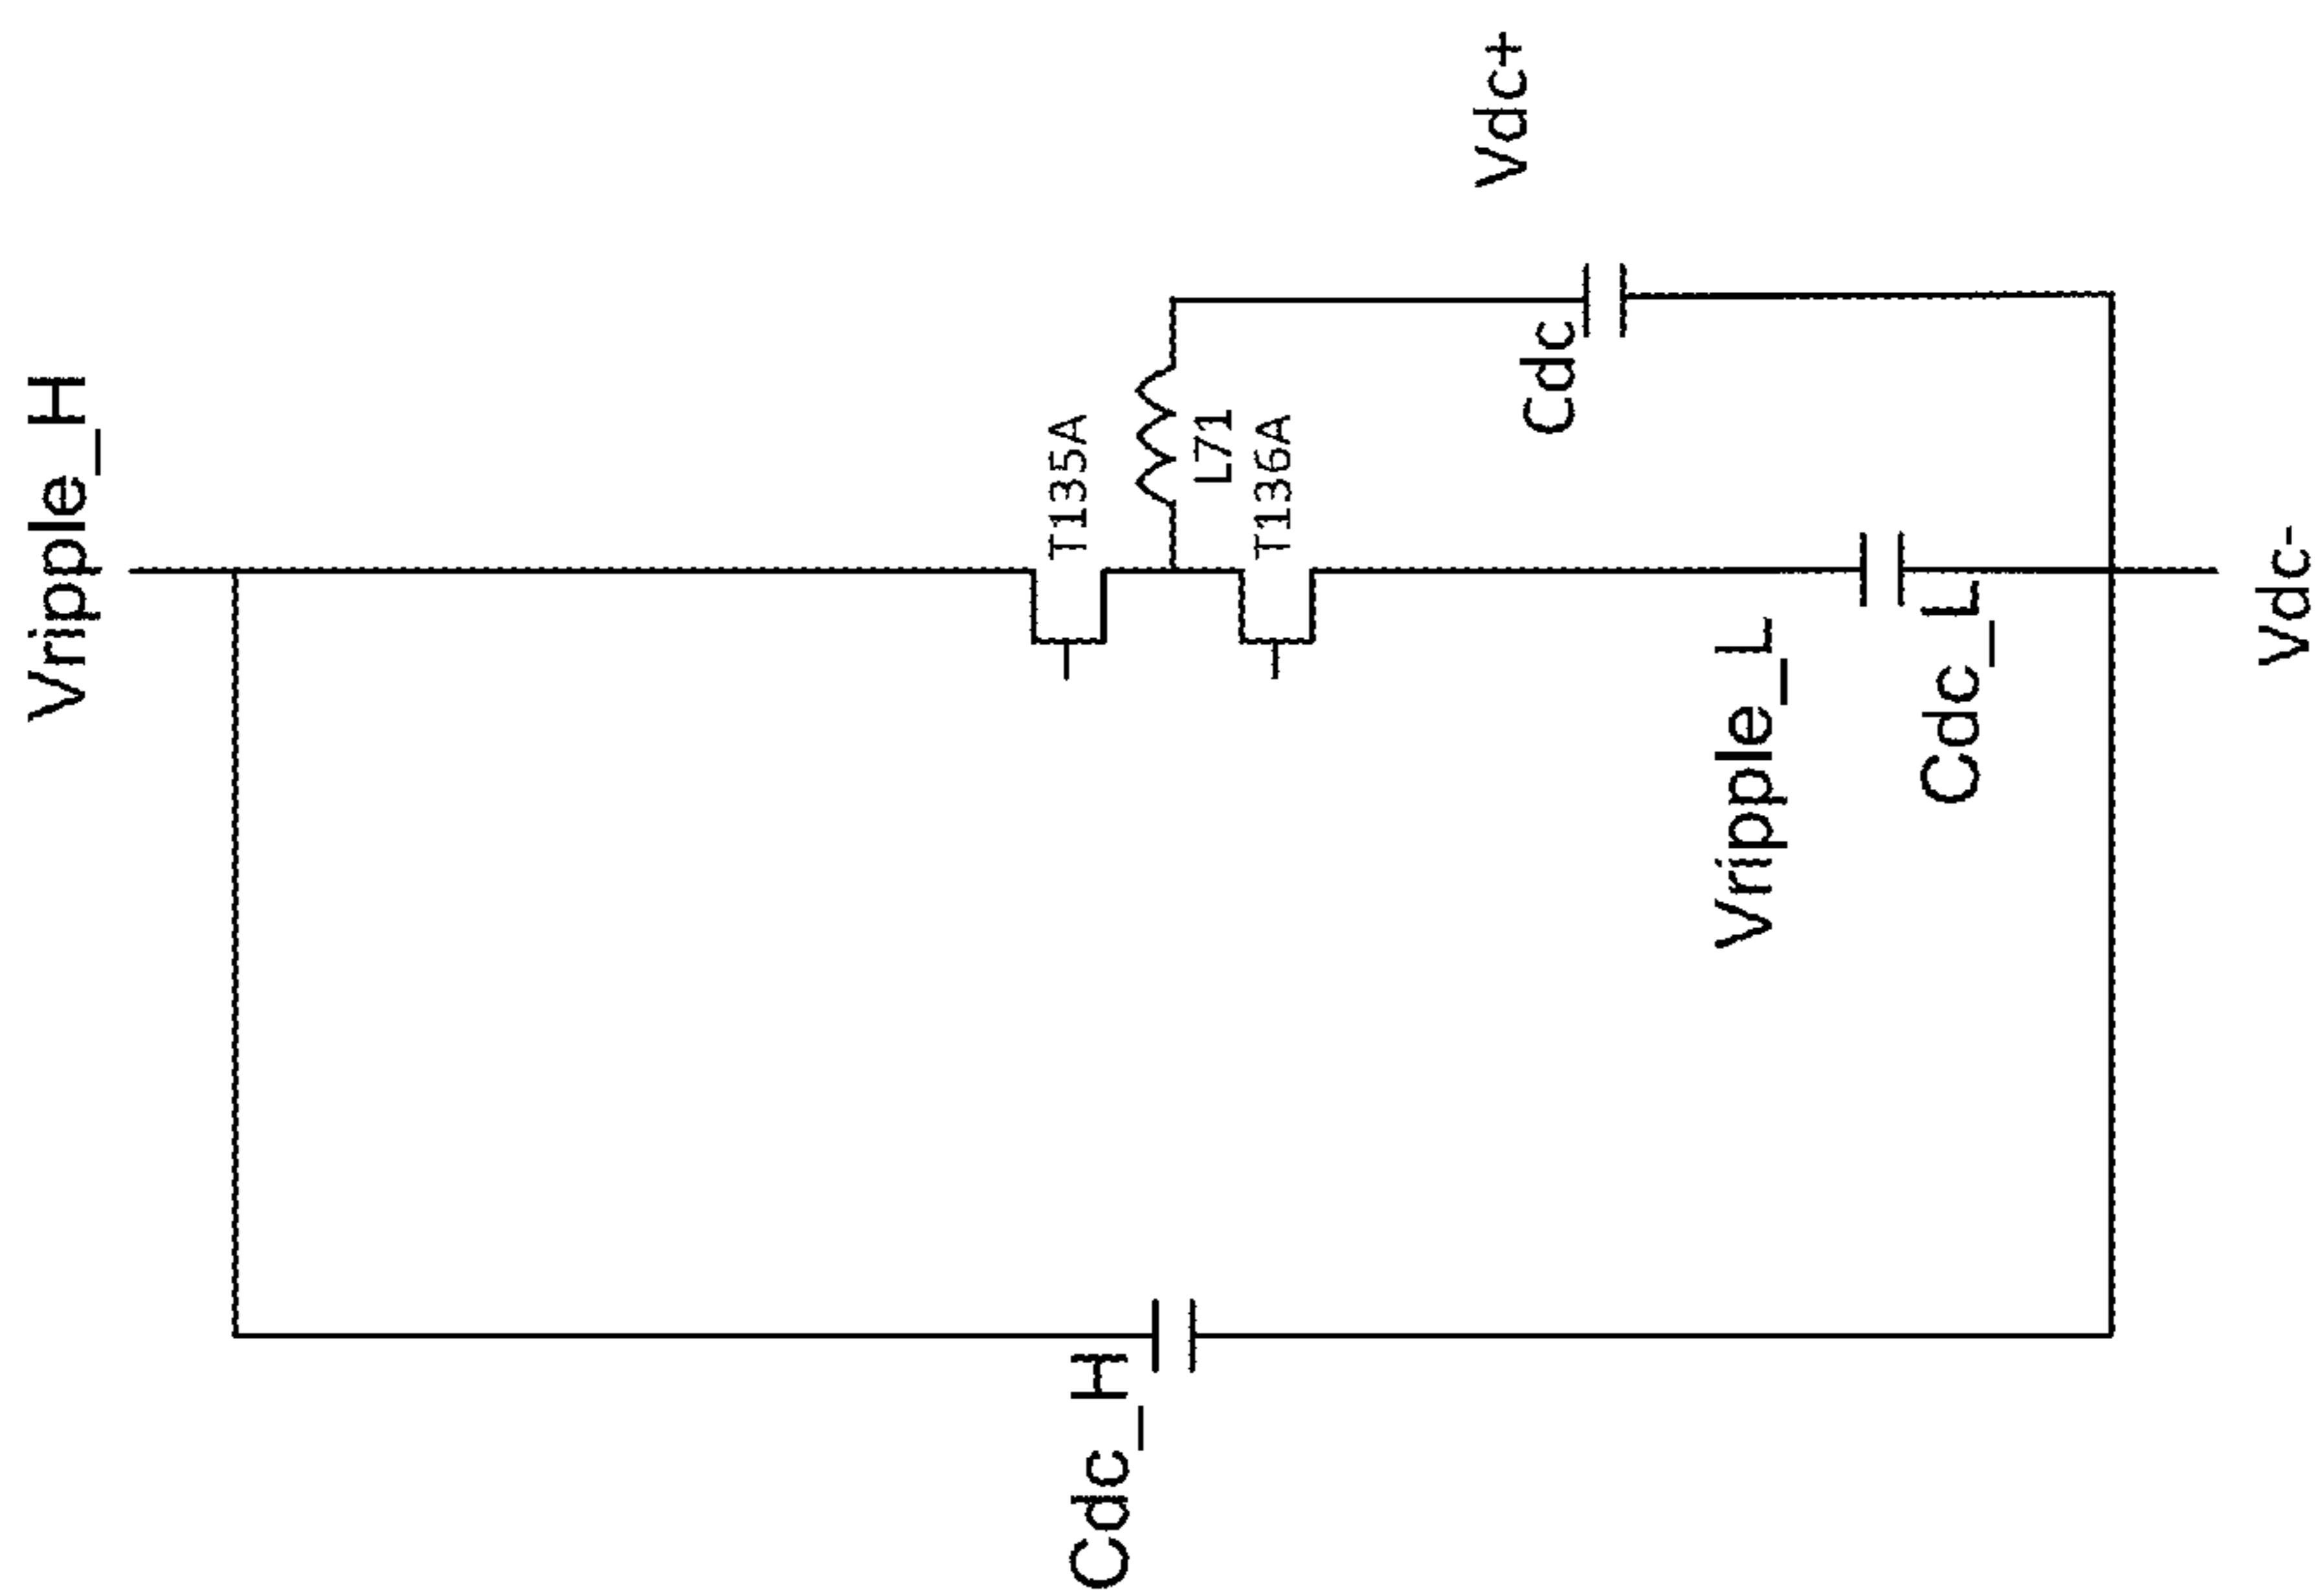 Vripple_H
T135A
L71
T136A
Vdc+
Cdc
Vripple_L
Cdc_L
Vdc-
Cdc_H